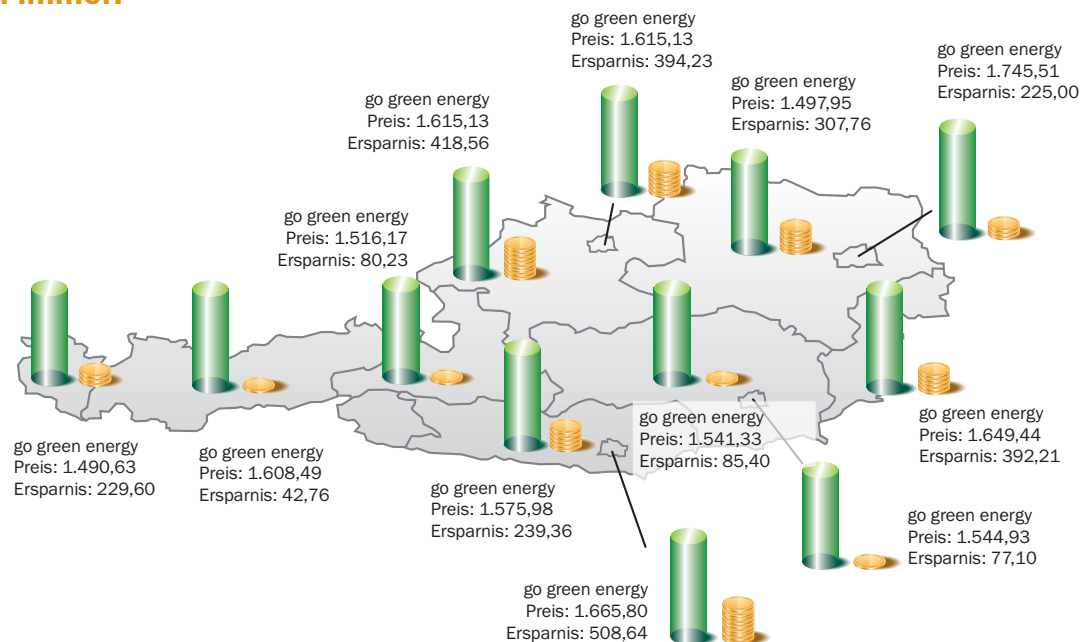 go green energy
Preis: 1.615,13
Ersparnis: 394,23
go green energy
Preis: 1.745,51
Ersparnis: 225,00
go green energy
Preis: 1.497,95
Ersparnis: 307,76
go green energy
Preis: 1.615,13
Ersparnis: 418,56
go green energy
Preis: 1.516,17
Ersparnis: 80,23
go green energy
Preis: 1.541,33
Ersparnis: 85,40
go green energy
Preis: 1.649,44
Ersparnis: 392,21
go green energy
Preis: 1.490,63
Ersparnis: 229,60
go green energy
Preis: 1.608,49
Ersparnis: 42,76
go green energy
Preis: 1.575,98
Ersparnis: 239,36
go green energy
Preis: 1.544,93
Ersparnis: 77,10
go green energy
Preis: 1.665,80
Ersparnis: 508,64